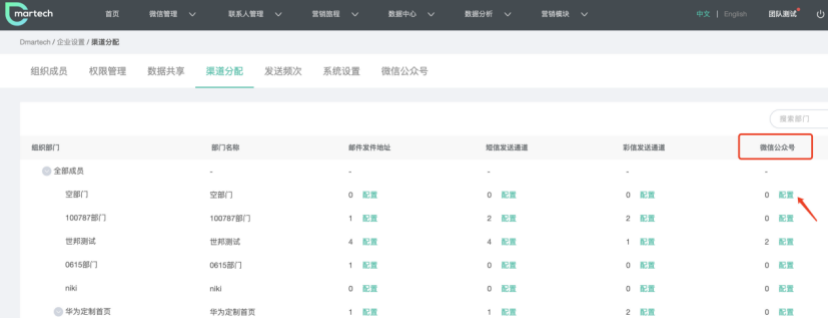 Dmartech 首页 微信管理 联系人管理 营销旅程 数据中心 数据分析 营销模块 中文 | English 团队测试
Dmartech / 企业设置 / 渠道分配
组织成员 权限管理 数据共享 渠道分配 发送频次 系统设置 微信公众号
搜索部门
组织部门 部门名称 邮件发件地址 短信发送通道 彩信发送通道 微信公众号
全部成员 - - - - -
空部门 空部门 0 配置 0 配置 0 配置 0 配置
100787部门 100787部门 1 配置 2 配置 2 配置 0 配置
世邦测试 世邦测试 4 配置 4 配置 1 配置 2 配置
0615部门 0615部门 1 配置 0 配置 0 配置 0 配置
niki niki 0 配置 0 配置 0 配置 0 配置
华为定制首页 华为定制首页 1 配置 1 配置 2 配置 0 配置